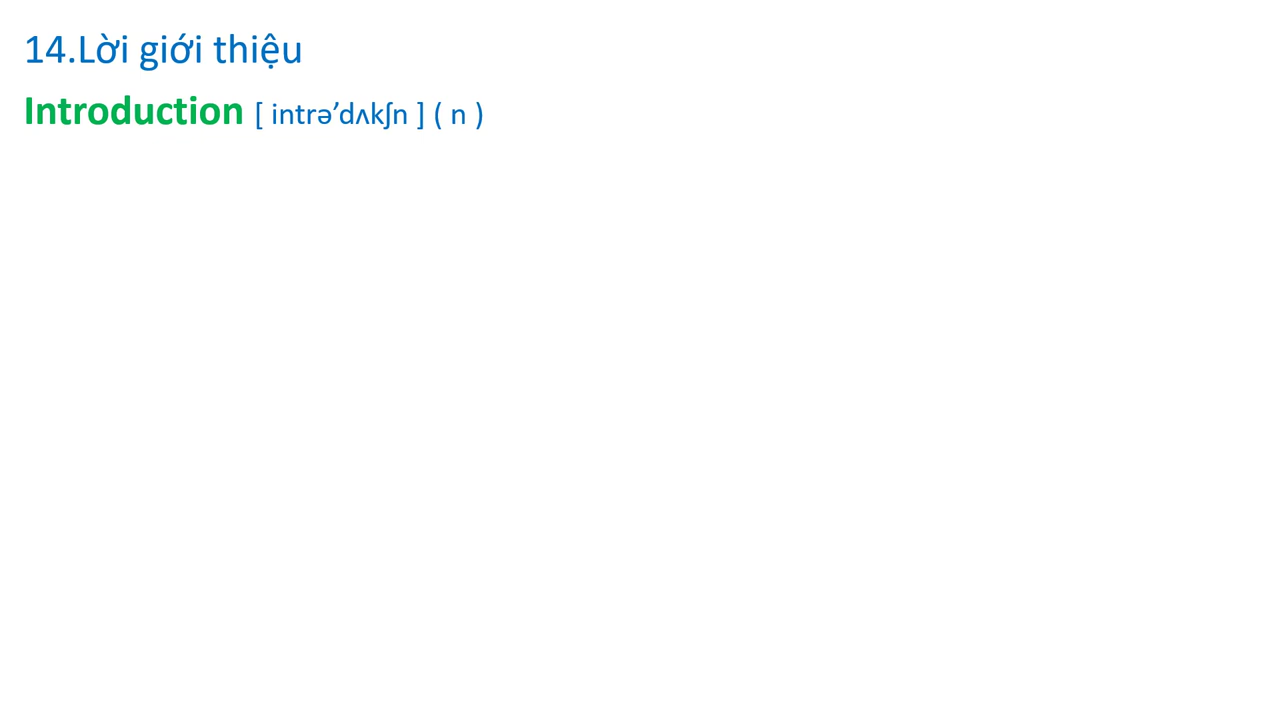 14.Lời giới thiệu
Introduction [ intrə’dʌkʃn ] ( n )